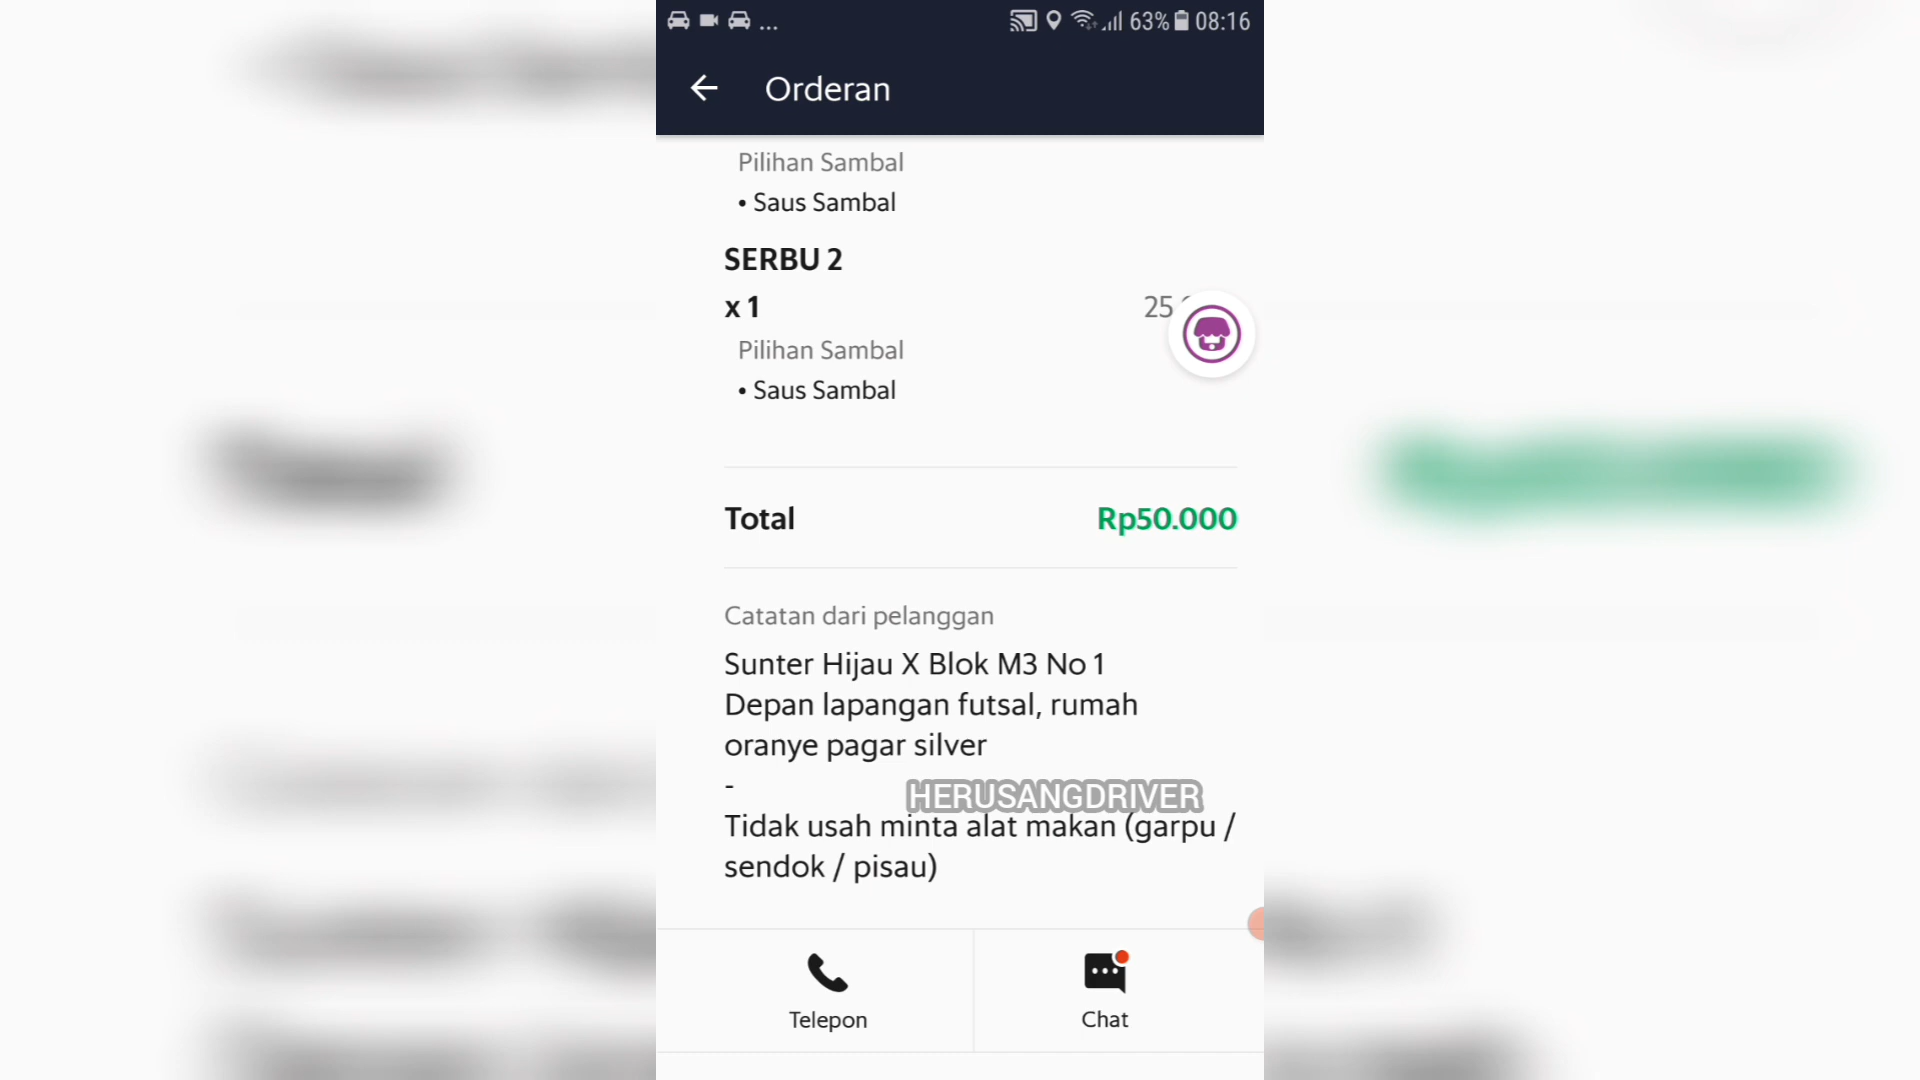 ... 63% 08:16
Orderan
Pilihan Sambal
• Saus Sambal
SERBU 2
x 1
25
Pilihan Sambal
• Saus Sambal
Total Rp50.000
Catatan dari pelanggan
Sunter Hijau X Blok M3 No 1
Depan lapangan futsal, rumah
oranye pagar silver
-
HERUSANGDRIVER
Tidak usah minta alat makan (garpu /
sendok / pisau)
Telepon Chat